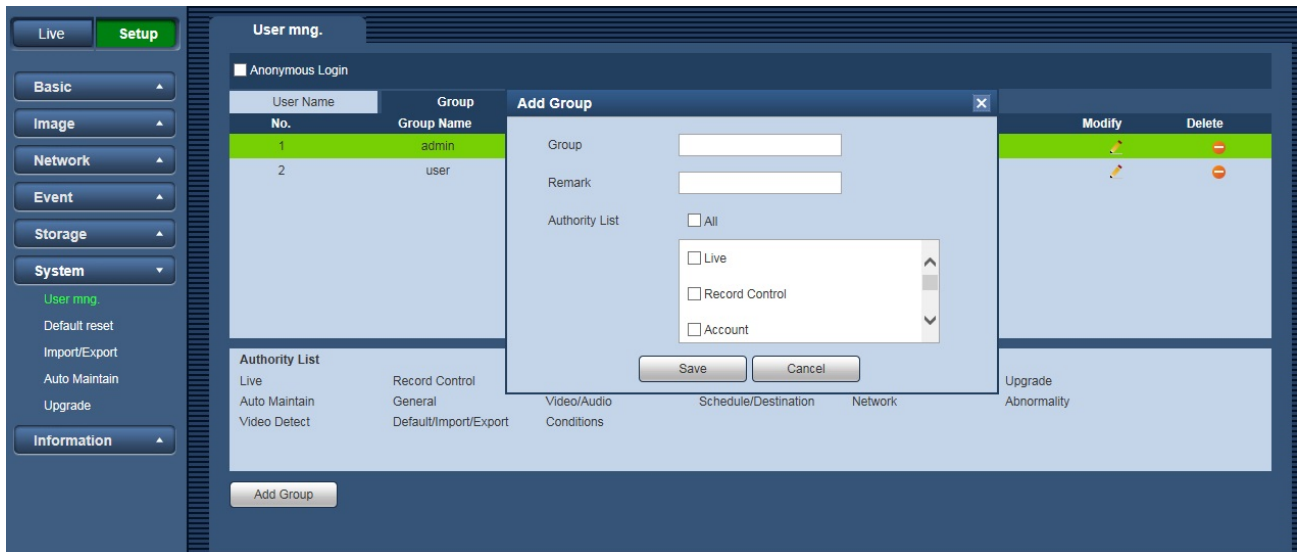 Live Setup
Basic
Image
Network
Event
Storage
System
User mng.
Default reset
Import/Export
Auto Maintain
Upgrade
Information
User mng.
Anonymous Login
User Name Group
No. Group Name Modify Delete
1 admin
2 user
Add Group
Group
Remark
Authority List All
Live
Record Control
Account
Save Cancel
Authority List
Live Record Control Upgrade
Auto Maintain General Video/Audio Schedule/Destination Network Abnormality
Video Detect Default/Import/Export Conditions
Add Group